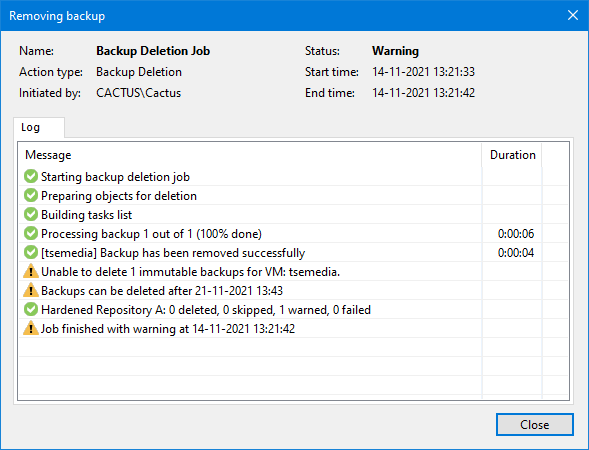 Removing backup
Name: Backup Deletion Job Status: Warning
Action type: Backup Deletion Start time: 14-11-2021 13:21:33
Initiated by: CACTUS\Cactus End time: 14-11-2021 13:21:42
Log
Message Duration
Starting backup deletion job
Preparing objects for deletion
Building tasks list
Processing backup 1 out of 1 (100% done) 0:00:06
[tsemedia] Backup has been removed successfully 0:00:04
Unable to delete 1 immutable backups for VM: tsemedia.
Backups can be deleted after 21-11-2021 13:43
Hardened Repository A: 0 deleted, 0 skipped, 1 warned, 0 failed
Job finished with warning at 14-11-2021 13:21:42
Close